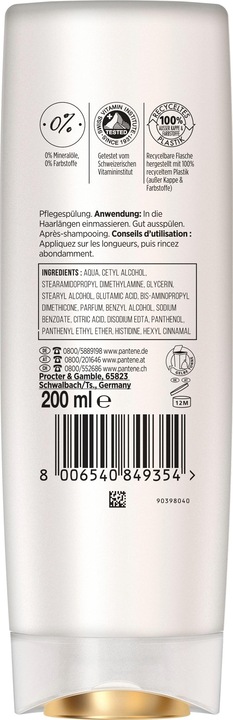 0%
0% Mineralöle,
0% Farbstoffe
SWISS VITAMIN INSTITUTE
TESTED
SINCE 1931
Getestet vom
Schweizerischen
Vitamininstitut
RECYCELTES
100%
AUSSER KAPPE &
FARBSTOFFE
PLASTIK
Recycelbare Flasche
hergestellt mit 100%
recyceltem Plastik
(außer Kappe &
Farbstoffe)
Pflegespülung. Anwendung: In die
Haarlängen einmassieren. Gut ausspülen.
Après-shampooing. Conseils d'utilisation :
Appliquez sur les longueurs, puis rincez
abondamment.
INGREDIENTS : AQUA, CETYL ALCOHOL,
STEARAMIDOPROPYL DIMETHYLAMINE, GLYCERIN,
STEARYL ALCOHOL, GLUTAMIC ACID, BIS-AMINOPROPYL
DIMETHICONE, PARFUM, BENZYL ALCOHOL, SODIUM
BENZOATE, CITRIC ACID, DISODIUM EDTA, PANTHENOL,
PANTHENYL ETHYL ETHER, HISTIDINE, HEXYL CINNAMAL
DE 0800/5889198 www.pantene.de
AT 0800/201646 www.pantene.at
CH 0800/552686 www.pantene.ch
Procter & Gamble, 65823
Schwalbach/Ts., Germany
200 ml e
12M
8 006540 849354 >
90398040